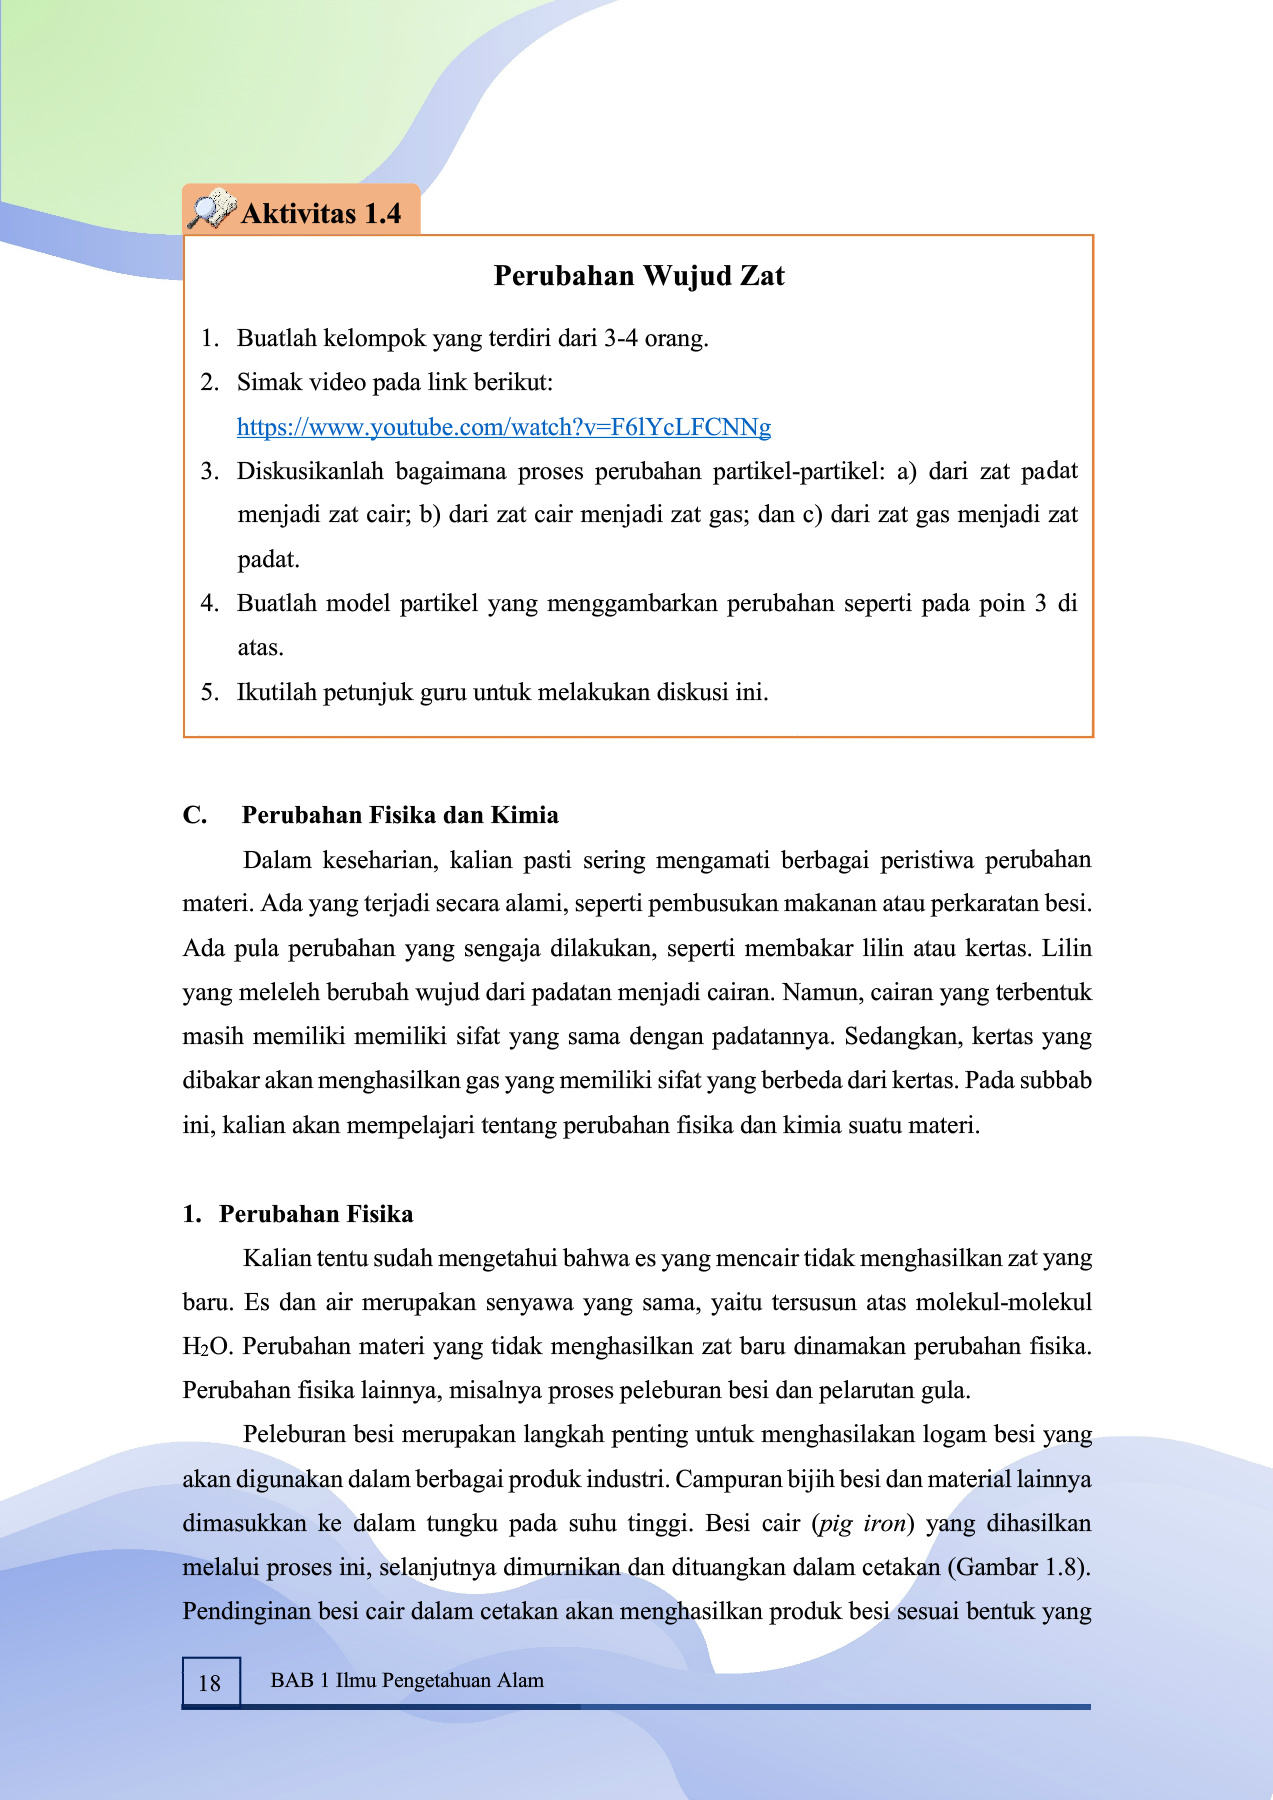 Aktivitas 1.4
Perubahan Wujud Zat
1. Buatlah kelompok yang terdiri dari 3-4 orang.
2. Simak video pada link berikut:
https://www.youtube.com/watch?v=F6lYcLFCNNg
3. Diskusikanlah bagaimana proses perubahan partikel-partikel: a) dari zat padat
menjadi zat cair; b) dari zat cair menjadi zat gas; dan c) dari zat gas menjadi zat
padat.
4. Buatlah model partikel yang menggambarkan perubahan seperti pada poin 3 di
atas.
5. Ikutilah petunjuk guru untuk melakukan diskusi ini.
C. Perubahan Fisika dan Kimia
Dalam keseharian, kalian pasti sering mengamati berbagai peristiwa perubahan
materi. Ada yang terjadi secara alami, seperti pembusukan makanan atau perkaratan besi.
Ada pula perubahan yang sengaja dilakukan, seperti membakar lilin atau kertas. Lilin
yang meleleh berubah wujud dari padatan menjadi cairan. Namun, cairan yang terbentuk
masih memiliki memiliki sifat yang sama dengan padatannya. Sedangkan, kertas yang
dibakar akan menghasilkan gas yang memiliki sifat yang berbeda dari kertas. Pada subbab
ini, kalian akan mempelajari tentang perubahan fisika dan kimia suatu materi.
1. Perubahan Fisika
Kalian tentu sudah mengetahui bahwa es yang mencair tidak menghasilkan zat yang
baru. Es dan air merupakan senyawa yang sama, yaitu tersusun atas molekul-molekul
H₂O. Perubahan materi yang tidak menghasilkan zat baru dinamakan perubahan fisika.
Perubahan fisika lainnya, misalnya proses peleburan besi dan pelarutan gula.
Peleburan besi merupakan langkah penting untuk menghasilakan logam besi yang
akan digunakan dalam berbagai produk industri. Campuran bijih besi dan material lainnya
dimasukkan ke dalam tungku pada suhu tinggi. Besi cair (pig iron) yang dihasilkan
melalui proses ini, selanjutnya dimurnikan dan dituangkan dalam cetakan (Gambar 1.8).
Pendinginan besi cair dalam cetakan akan menghasilkan produk besi sesuai bentuk yang
18 BAB 1 Ilmu Pengetahuan Alam